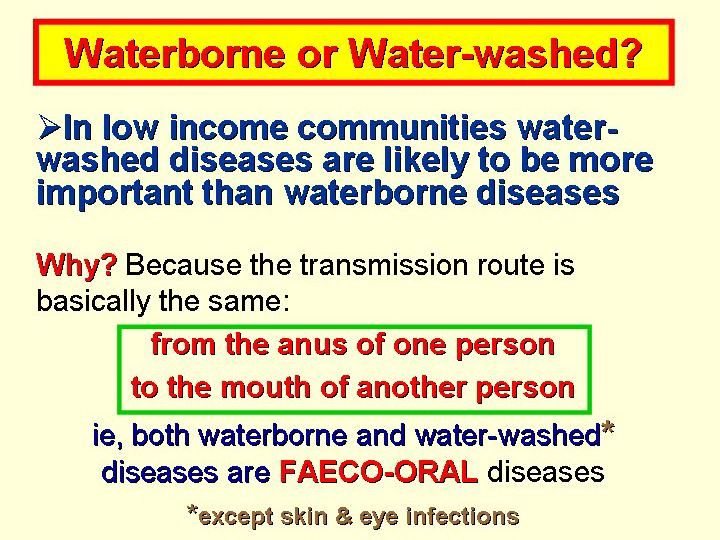 Waterborne or Water-washed?
➢In low income communities water-
washed diseases are likely to be more
important than waterborne diseases
Why? Because the transmission route is
basically the same:
from the anus of one person
to the mouth of another person
ie, both waterborne and water-washed*
diseases are FAECO-ORAL diseases
*except skin & eye infections